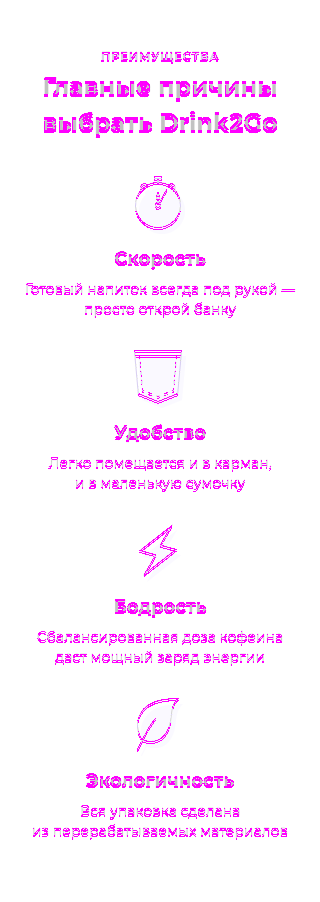 ПРЕИМУЩЕСТВА
Главные причины
выбрать Drink2Go
Скорость
Готовый напиток всегда под рукой —
просто открой банку
Удобство
Легко помещается и в карман,
и в маленькую сумочку
Бодрость
Сбалансированная доза кофеина
даст мощный заряд энергии
Экологичность
Вся упаковка сделана
из перерабатываемых материалов